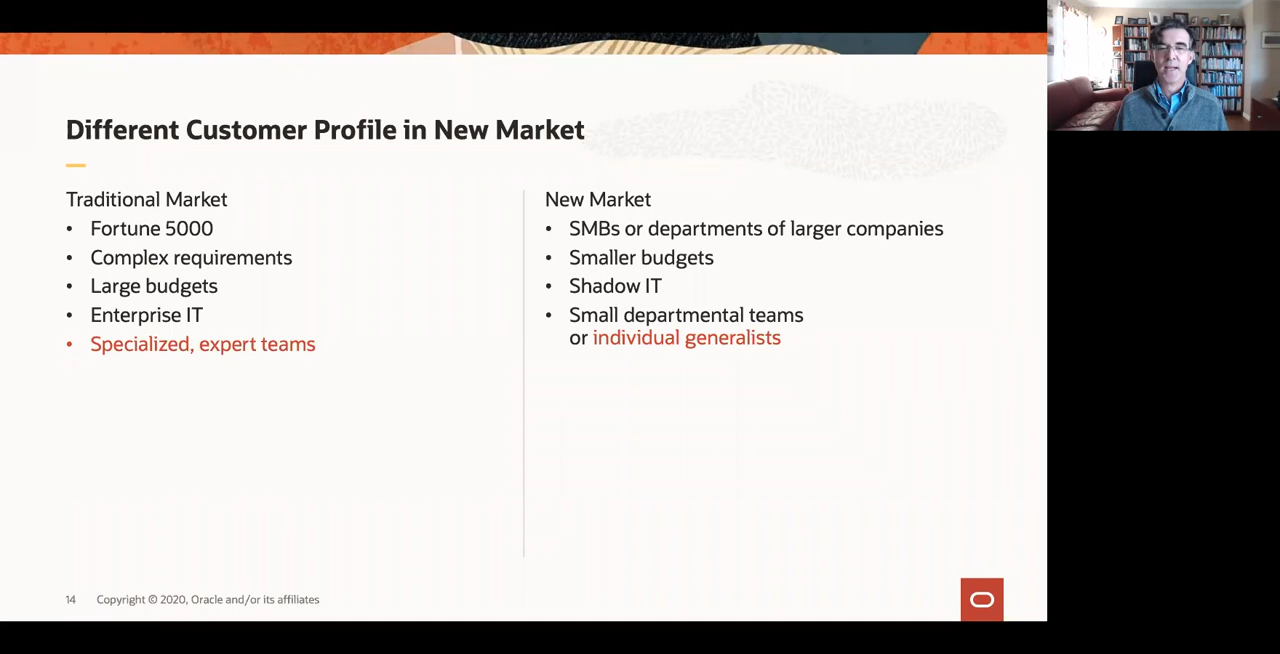 Different Customer Profile in New Market
Traditional Market
• Fortune 5000
• Complex requirements
• Large budgets
• Enterprise IT
• Specialized, expert teams
New Market
• SMBs or departments of larger companies
• Smaller budgets
• Shadow IT
• Small departmental teams
or individual generalists
14 Copyright © 2020, Oracle and/or its affiliates